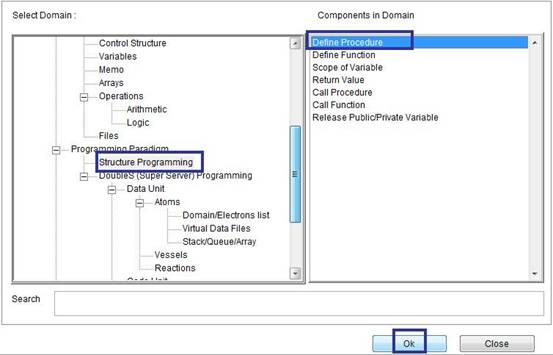 Select Domain :
Components in Domain
Control Structure
Variables
Memo
Arrays
Operations
Arithmetic
Logic
Files
Programming Paradigm
Structure Programming
DoubleS (Super Server) Programming
Data Unit
Atoms
Domain/Electrons list
Virtual Data Files
Stack/Queue/Array
Vessels
Reactions
Code Unit
Define Procedure
Define Function
Scope of Variable
Return Value
Call Procedure
Call Function
Release Public/Private Variable
Search
Ok
Close